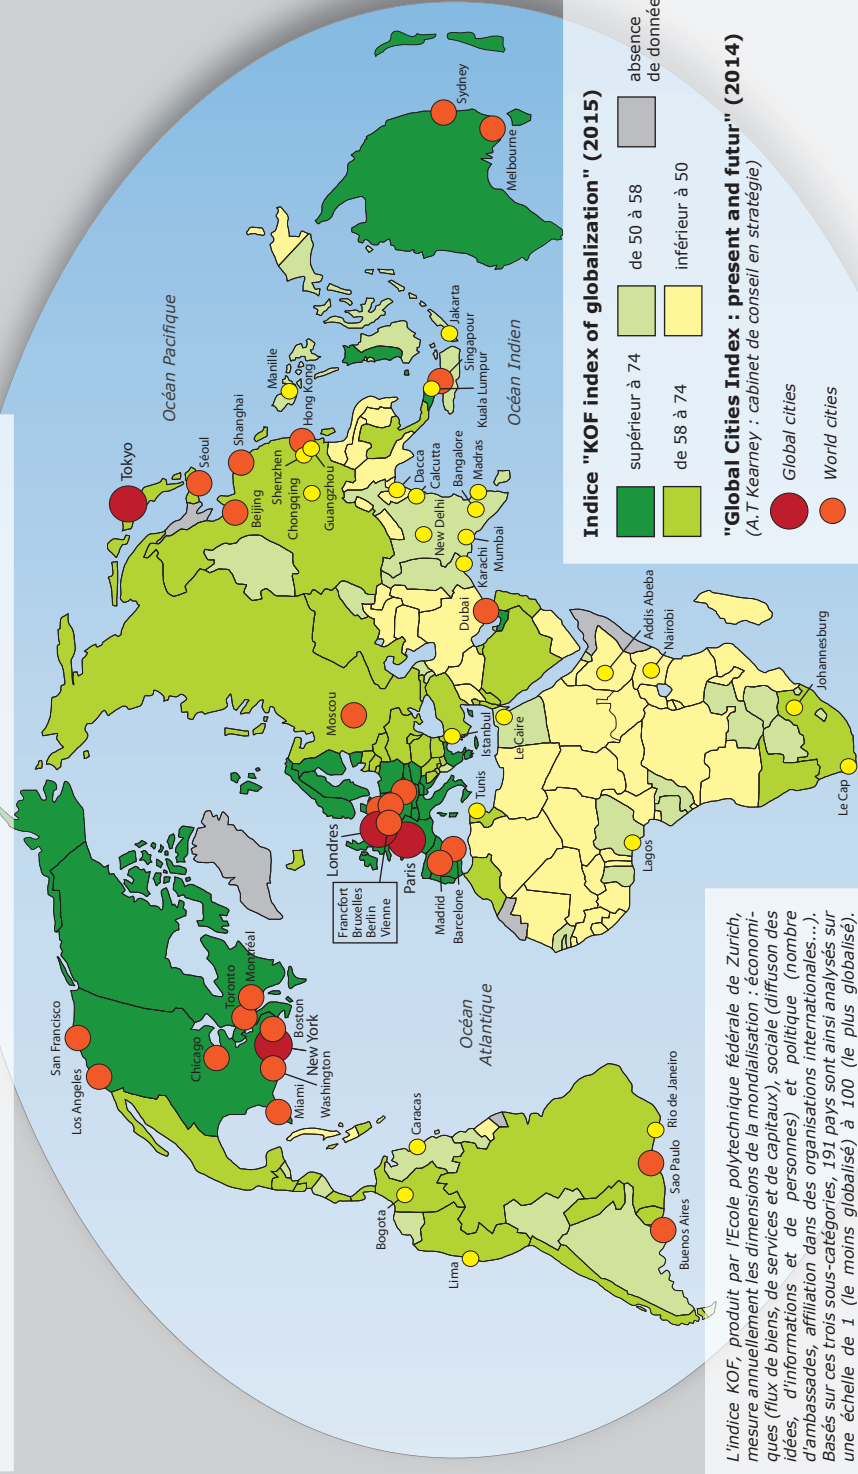 San Francisco
Los Angeles
Chicago
Toronto
Montréal
Boston
New York
Washington
Miami
Caracas
Bogota
Lima
Rio de Janeiro
Sao Paulo
Buenos Aires
Océan
Atlantique
Londres
Francfort
Bruxelles
Berlin
Vienne
Paris
Madrid
Barcelone
Moscou
Istanbul
Tunis
Le Caire
Lagos
Addis Abeba
Nairobi
Johannesburg
Le Cap
Dubai
Karachi
Mumbai
New Delhi
Bangalore
Madras
Calcutta
Dacca
Tokyo
Séoul
Shanghai
Beijing
Shenzhen
Chongqing
Guangzhou
Hong Kong
Manille
Océan Pacifique
Jakarta
Singapour
Kuala Lumpur
Océan Indien
Sydney
Melbourne
Indice "KOF index of globalization" (2015)
supérieur à 74
de 50 à 58
absence
de donnée
de 58 à 74
inférieur à 50
"Global Cities Index : present and futur" (2014)
(A.T Kearney : cabinet de conseil en stratégie)
Global cities
World cities
L'indice KOF, produit par l'Ecole polytechnique fédérale de Zurich,
mesure annuellement les dimensions de la mondialisation : économi-
ques (flux de biens, de services et de capitaux), sociale (diffusion des
idées, d'informations et de personnes) et politique (nombre
d'ambassades, affiliation dans des organisations internationales...).
Basés sur ces trois sous-catégories, 191 pays sont ainsi analysés sur
une échelle de 1 (le moins globalisé) à 100 (le plus globalisé).